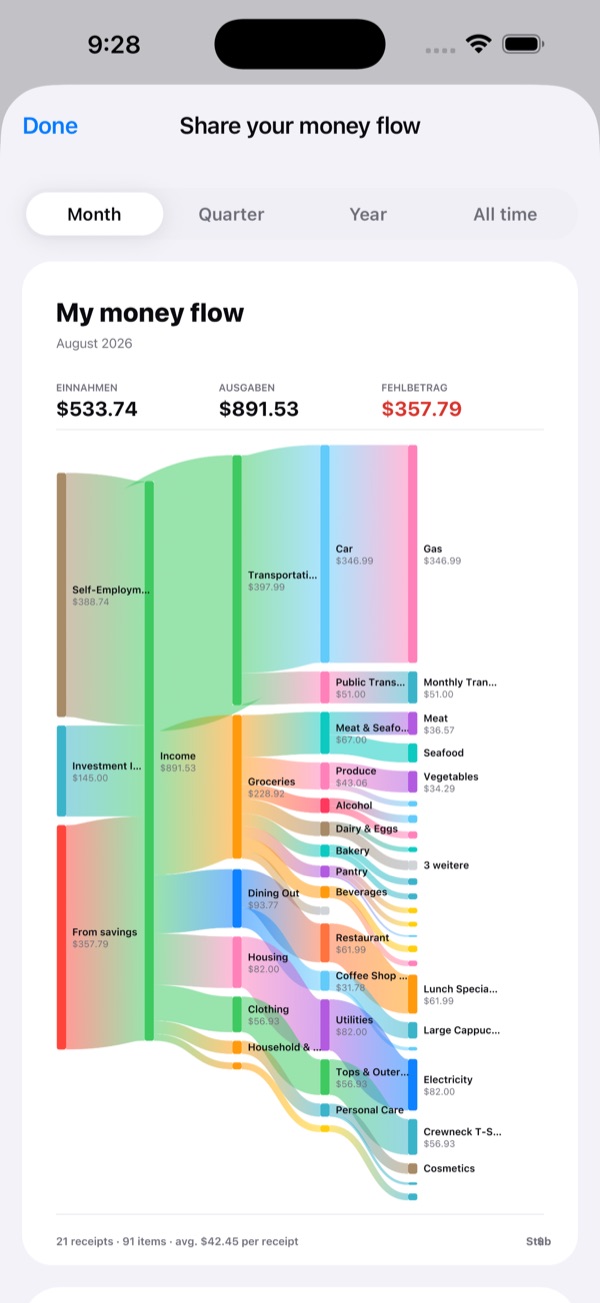 9:28
Done
Share your money flow
Month
Quarter
Year
All time
My money flow
August 2026
EINNAHMEN
$533.74
AUSGABEN
$891.53
FEHLBETRAG
$357.79
Self-Employm...
$388.74
Investment I...
$145.00
From savings
$357.79
Income
$891.53
Transportati...
$397.99
Groceries
$228.92
Dining Out
$93.77
Housing
$82.00
Clothing
$56.93
Household & ...
Car
$346.99
Public Trans...
$51.00
Meat & Seafo...
$67.00
Produce
$43.06
Alcohol
Dairy & Eggs
Bakery
Pantry
Beverages
Restaurant
$61.99
Coffee Shop ...
$31.78
Utilities
$82.00
Tops & Outer...
$56.93
Personal Care
Gas
$346.99
Monthly Tran...
$51.00
Meat
$36.57
Seafood
Vegetables
$34.29
3 weitere
Lunch Specia...
$61.99
Large Cappuc...
Electricity
$82.00
Crewneck T-S...
$56.93
Cosmetics
21 receipts · 91 items · avg. $42.45 per receipt